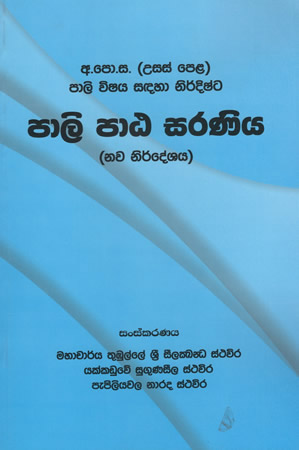 අ.පො.ස. (උසස් පෙළ)
පාලි විෂය සඳහා නිර්දිෂ්ට
පාලි පාඨ සරණිය
(නව නිර්දේශය)
සංස්කරණය
මහාචාර්ය තුඹුල්ලේ ශ්‍රී සීලක්ඛන්ධ ස්ථවිර
යක්කඩුවේ සුගුණසීල ස්ථවිර
පැපිලියවල නාරද ස්ථවිර